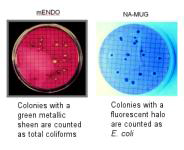 mENDO
NA-MUG
Colonies with a
green metallic
sheen are counted
as total coliforms
Colonies with a
fluorescent halo
are counted as
E. coli